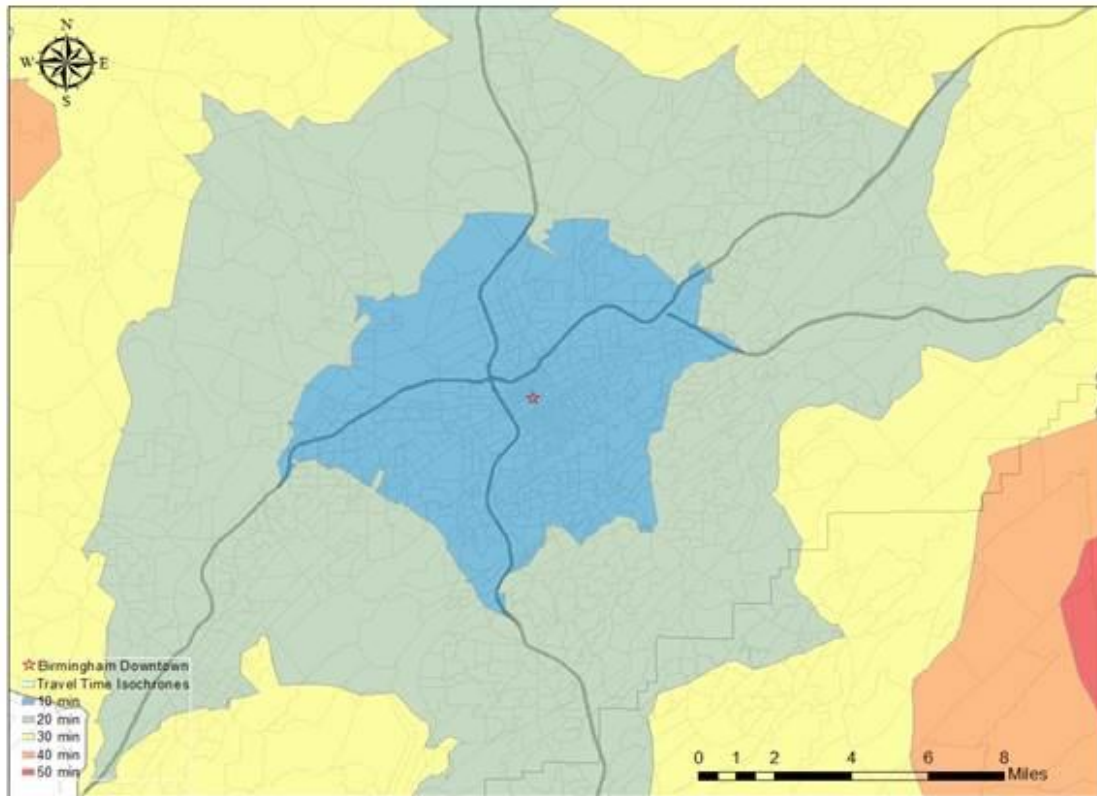 N
W E
S
Birmingham Downtown
Travel Time Isochrones
10 min
20 min
30 min
40 min
50 min
0 1 2 4 6 8
Miles